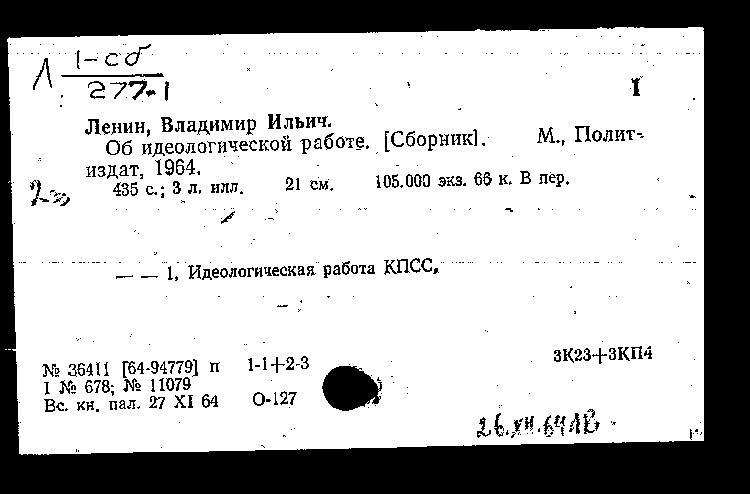 Л 1-сб
277-1
I
Ленин, Владимир Ильич.
Об идеологической работе. [Сборник]. М., Полит-
издат, 1964.
435 с.; 3 л. илл. 21 см. 105.000 экз. 66 к. В пер.
2э
— — 1. Идеологическая работа КПСС.
№ 36411 [64-94779] п 1-1+2-3 3К23+3КП4
I № 678; № 11079
Вс. кн. пал. 27 XI 64 О-127
26.XII.64 ЛВ